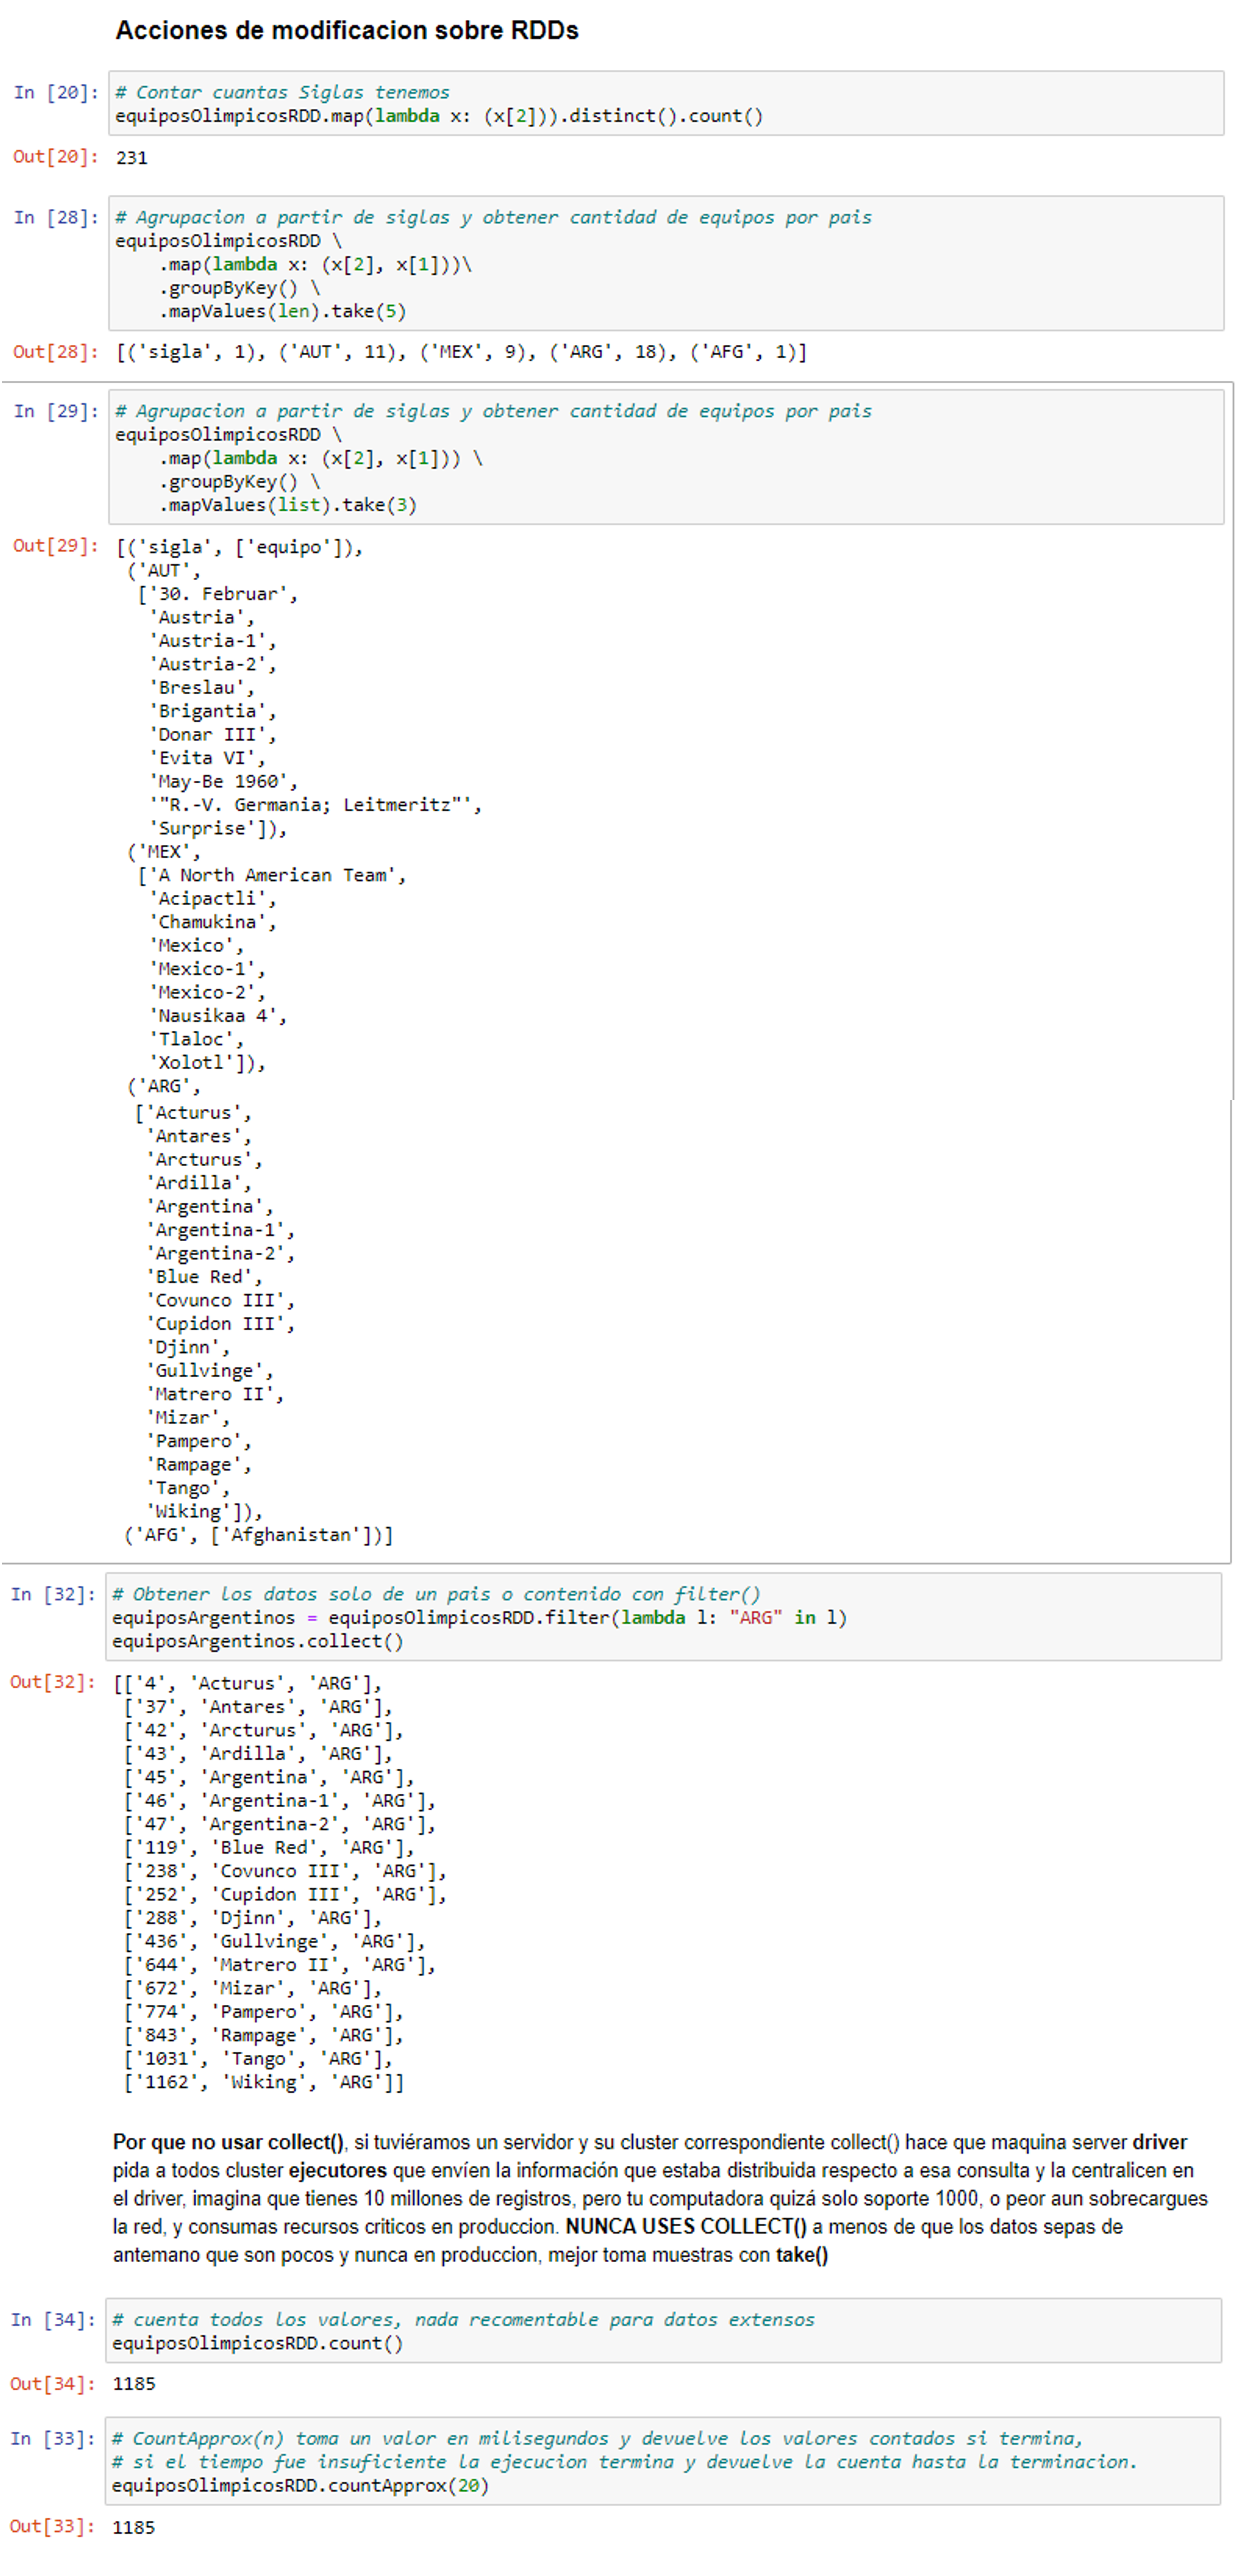 Acciones de modificacion sobre RDDs
In [20]: # Contar cuantas Siglas tenemos
equiposOlimpicosRDD.map(lambda x: (x[2])).distinct().count()
Out[20]: 231
In [28]: # Agrupacion a partir de siglas y obtener cantidad de equipos por pais
equiposOlimpicosRDD \
    .map(lambda x: (x[2], x[1]))\
    .groupByKey() \
    .mapValues(len).take(5)
Out[28]: [('sigla', 1), ('AUT', 11), ('MEX', 9), ('ARG', 18), ('AFG', 1)]
In [29]: # Agrupacion a partir de siglas y obtener cantidad de equipos por pais
equiposOlimpicosRDD \
    .map(lambda x: (x[2], x[1])) \
    .groupByKey() \
    .mapValues(list).take(3)
Out[29]: [('sigla', ['equipo']),
 ('AUT',
  ['30. Februar',
   'Austria',
   'Austria-1',
   'Austria-2',
   'Breslau',
   'Brigantia',
   'Donar III',
   'Evita VI',
   'May-Be 1960',
   '"R.-V. Germania; Leitmeritz"',
   'Surprise']),
 ('MEX',
  ['A North American Team',
   'Acipactli',
   'Chamukina',
   'Mexico',
   'Mexico-1',
   'Mexico-2',
   'Nausikaa 4',
   'Tlaloc',
   'Xolotl']),
 ('ARG',
  ['Acturus',
   'Antares',
   'Arcturus',
   'Ardilla',
   'Argentina',
   'Argentina-1',
   'Argentina-2',
   'Blue Red',
   'Covunco III',
   'Cupidon III',
   'Djinn',
   'Gullvinge',
   'Matrero II',
   'Mizar',
   'Pampero',
   'Rampage',
   'Tango',
   'Wiking']),
 ('AFG', ['Afghanistan'])]
In [32]: # Obtener los datos solo de un pais o contenido con filter()
equiposArgentinos = equiposOlimpicosRDD.filter(lambda l: "ARG" in l)
equiposArgentinos.collect()
Out[32]: [['4', 'Acturus', 'ARG'],
 ['37', 'Antares', 'ARG'],
 ['42', 'Arcturus', 'ARG'],
 ['43', 'Ardilla', 'ARG'],
 ['45', 'Argentina', 'ARG'],
 ['46', 'Argentina-1', 'ARG'],
 ['47', 'Argentina-2', 'ARG'],
 ['119', 'Blue Red', 'ARG'],
 ['238', 'Covunco III', 'ARG'],
 ['252', 'Cupidon III', 'ARG'],
 ['288', 'Djinn', 'ARG'],
 ['436', 'Gullvinge', 'ARG'],
 ['644', 'Matrero II', 'ARG'],
 ['672', 'Mizar', 'ARG'],
 ['774', 'Pampero', 'ARG'],
 ['843', 'Rampage', 'ARG'],
 ['1031', 'Tango', 'ARG'],
 ['1162', 'Wiking', 'ARG']]
Por que no usar collect(), si tuviéramos un servidor y su cluster correspondiente collect() hace que maquina server driver
pida a todos cluster ejecutores que envíen la información que estaba distribuida respecto a esa consulta y la centralicen en
el driver, imagina que tienes 10 millones de registros, pero tu computadora quizá solo soporte 1000, o peor aun sobrecargues
la red, y consumas recursos criticos en produccion. NUNCA USES COLLECT() a menos de que los datos sepas de
antemano que son pocos y nunca en produccion, mejor toma muestras con take()
In [34]: # cuenta todos los valores, nada recomentable para datos extensos
equiposOlimpicosRDD.count()
Out[34]: 1185
In [33]: # CountApprox(n) toma un valor en milisegundos y devuelve los valores contados si termina,
# si el tiempo fue insuficiente la ejecucion termina y devuelve la cuenta hasta la terminacion.
equiposOlimpicosRDD.countApprox(20)
Out[33]: 1185